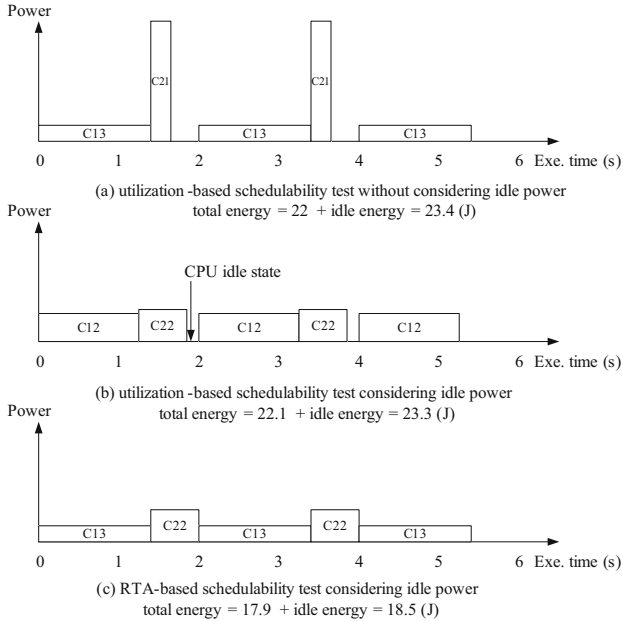 Power
C21
C21
C13
C13
C13
0 1 2 3 4 5 6 Exe. time (s)
(a) utilization -based schedulability test without considering idle power
total energy = 22 + idle energy = 23.4 (J)
Power
CPU idle state
C12
C22
C12
C22
C12
0 1 2 3 4 5 6 Exe. time (s)
(b) utilization -based schedulability test considering idle power
total energy = 22.1 + idle energy = 23.3 (J)
Power
C13
C22
C13
C22
C13
0 1 2 3 4 5 6 Exe. time (s)
(c) RTA-based schedulability test considering idle power
total energy = 17.9 + idle energy = 18.5 (J)